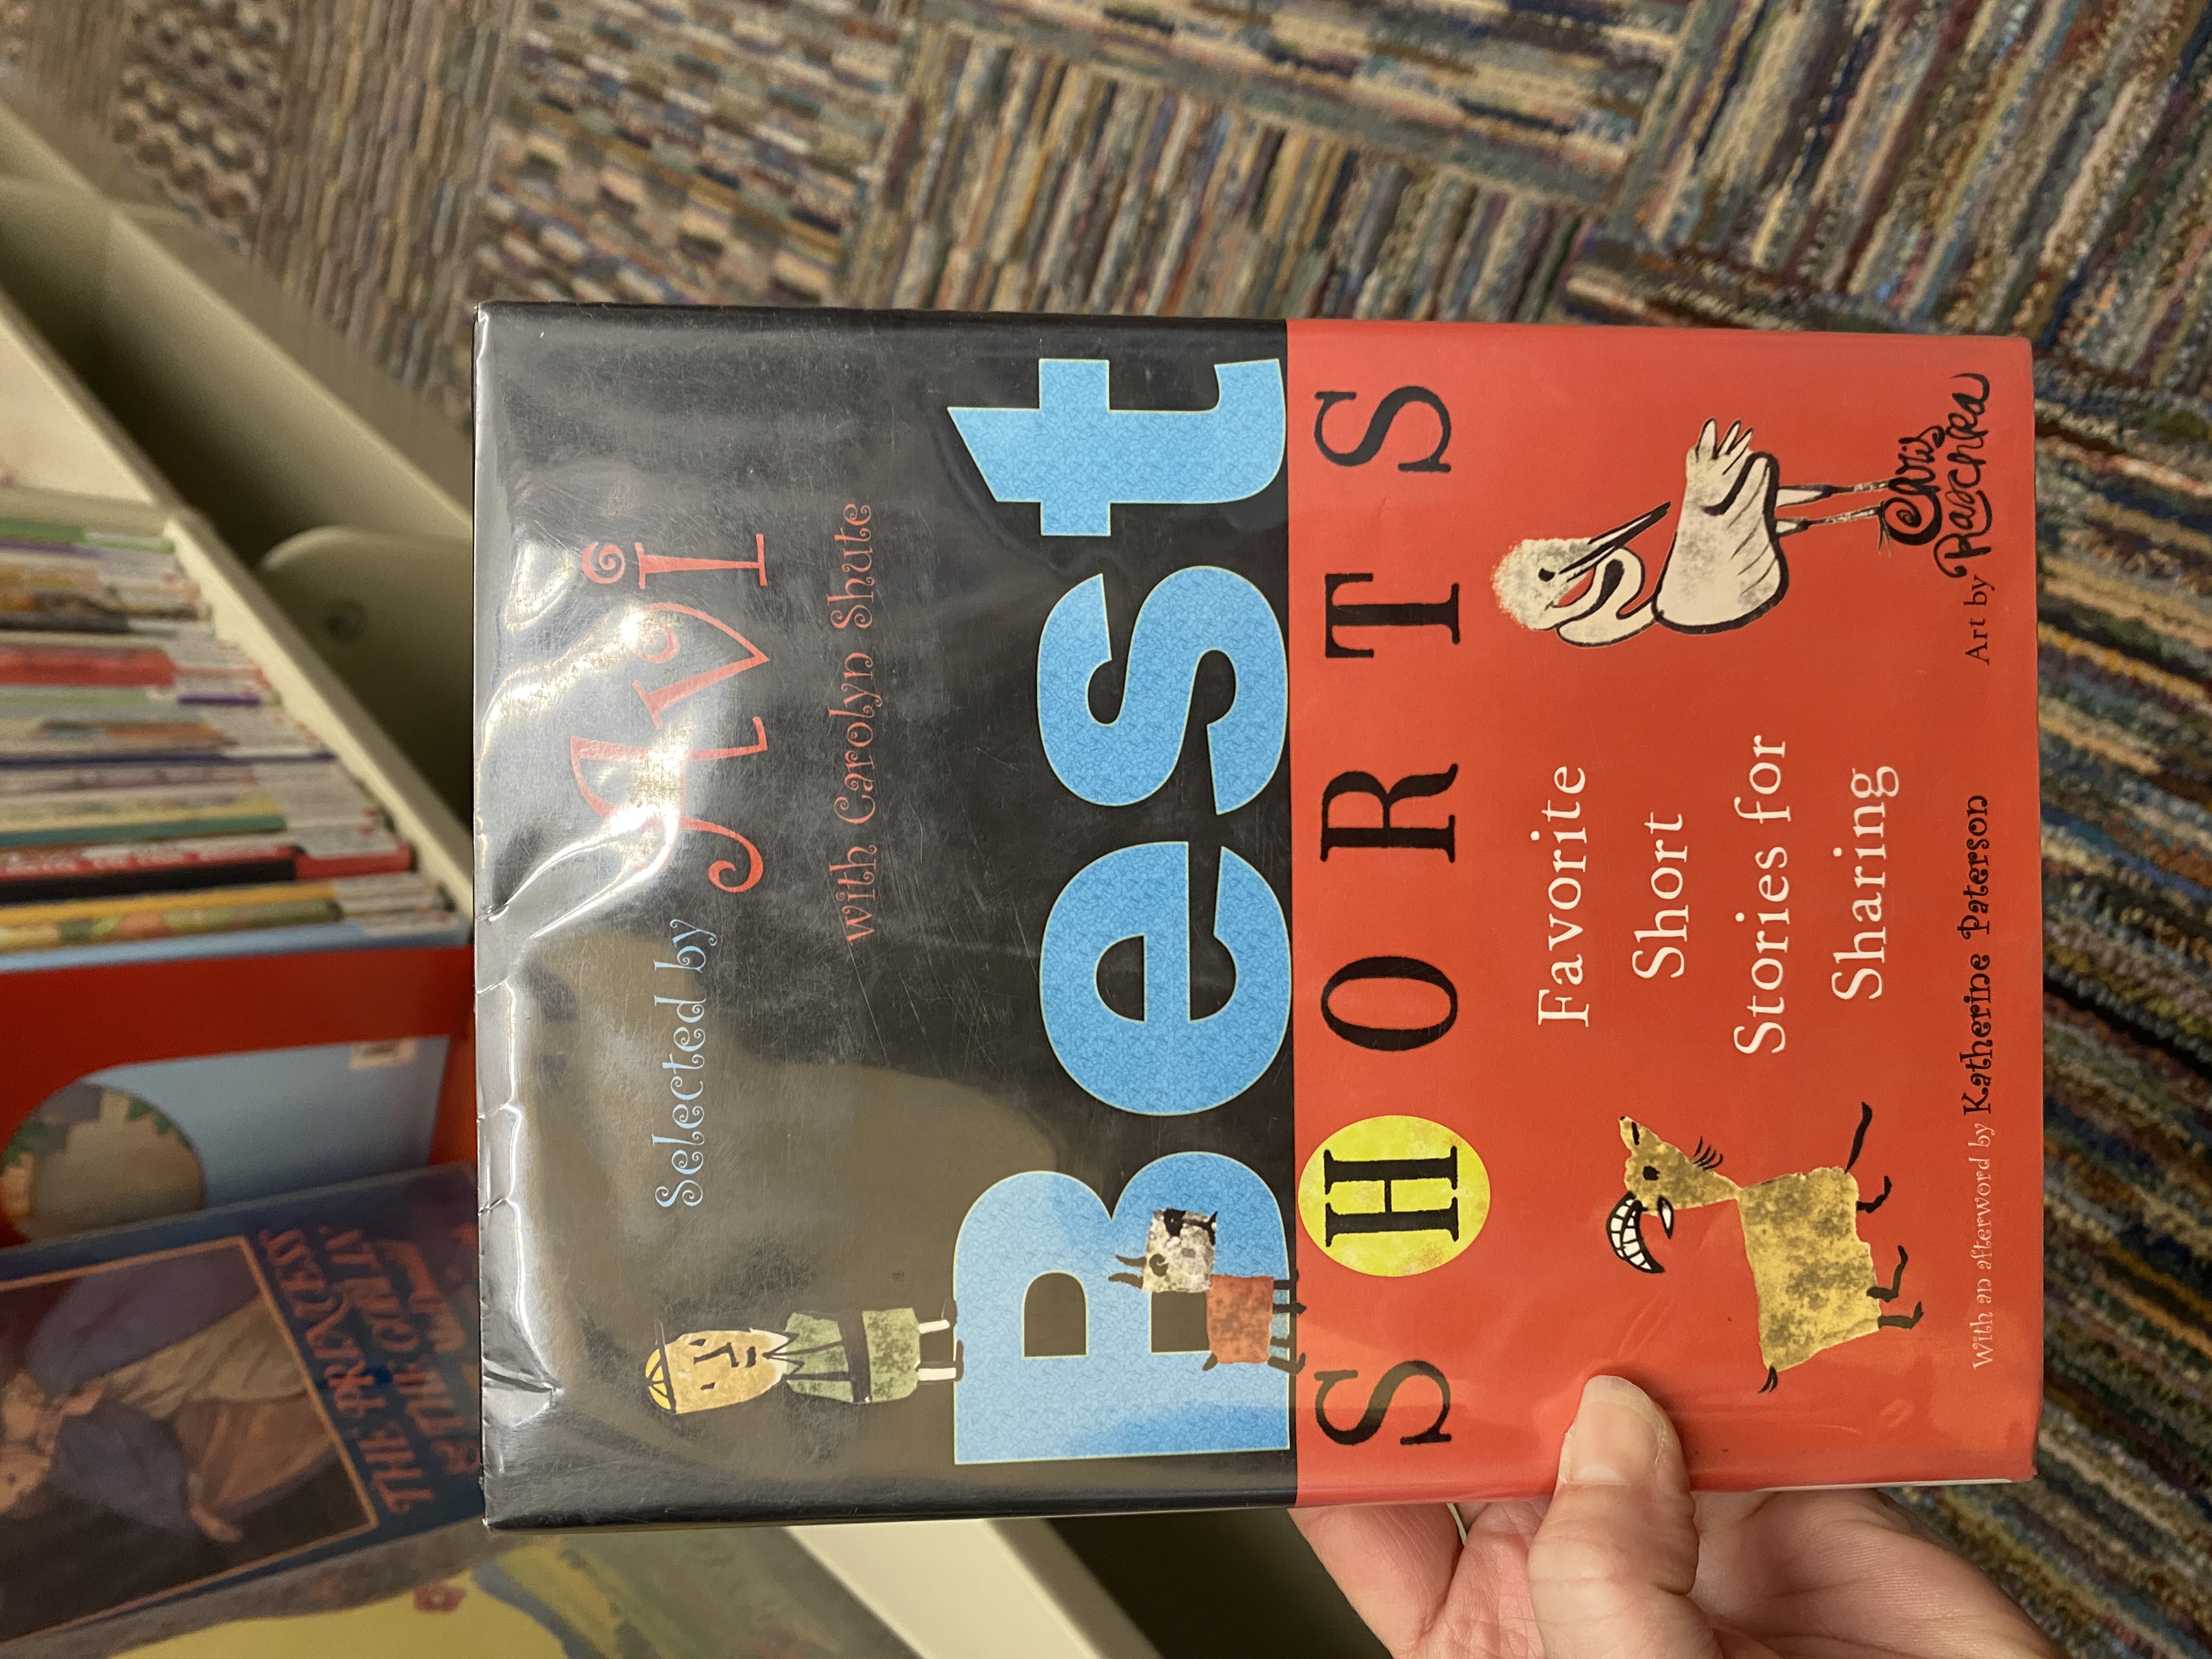 THE PRINCESS
& THE GOBLIN
Selected by Avi
with Carolyn Shute
Best
SHORTS
Favorite
Short
Stories for
Sharing
With an afterword by Katherine Paterson
Art by Chris
Raschka